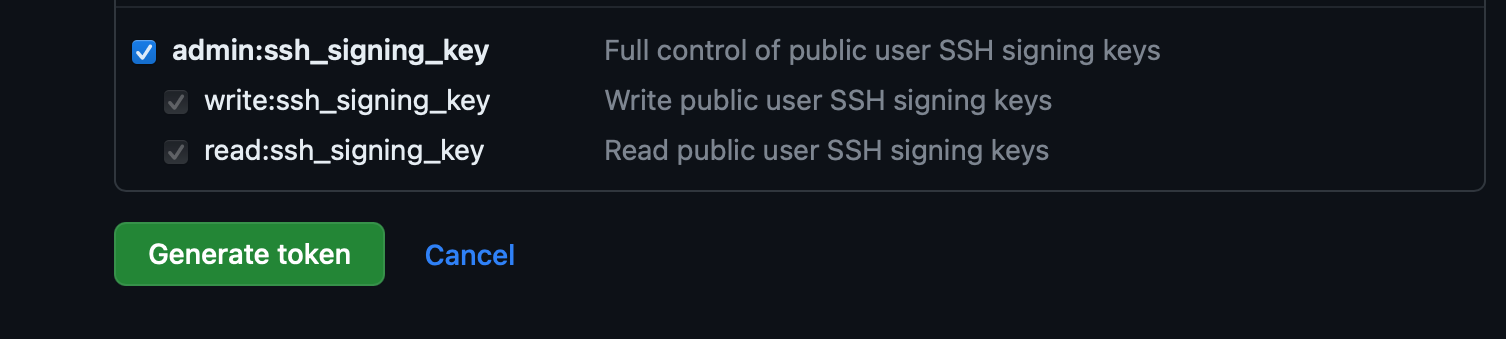 admin:ssh_signing_key Full control of public user SSH signing keys
write:ssh_signing_key Write public user SSH signing keys
read:ssh_signing_key Read public user SSH signing keys
Generate token Cancel